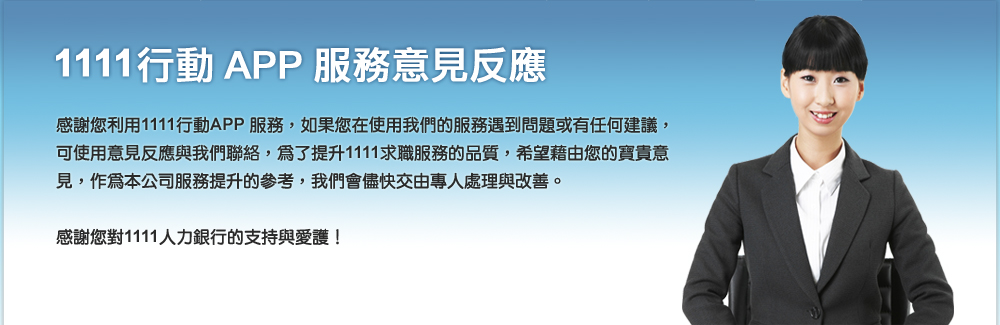 1111行動 APP 服務意見反應
感謝您利用1111行動APP 服務，如果您在使用我們的服務遇到問題或有任何建議，
可使用意見反應與我們聯絡，為了提升1111求職服務的品質，希望藉由您的寶貴意
見，作為本公司服務提升的參考，我們會儘快交由專人處理與改善。
感謝您對1111人力銀行的支持與愛護！